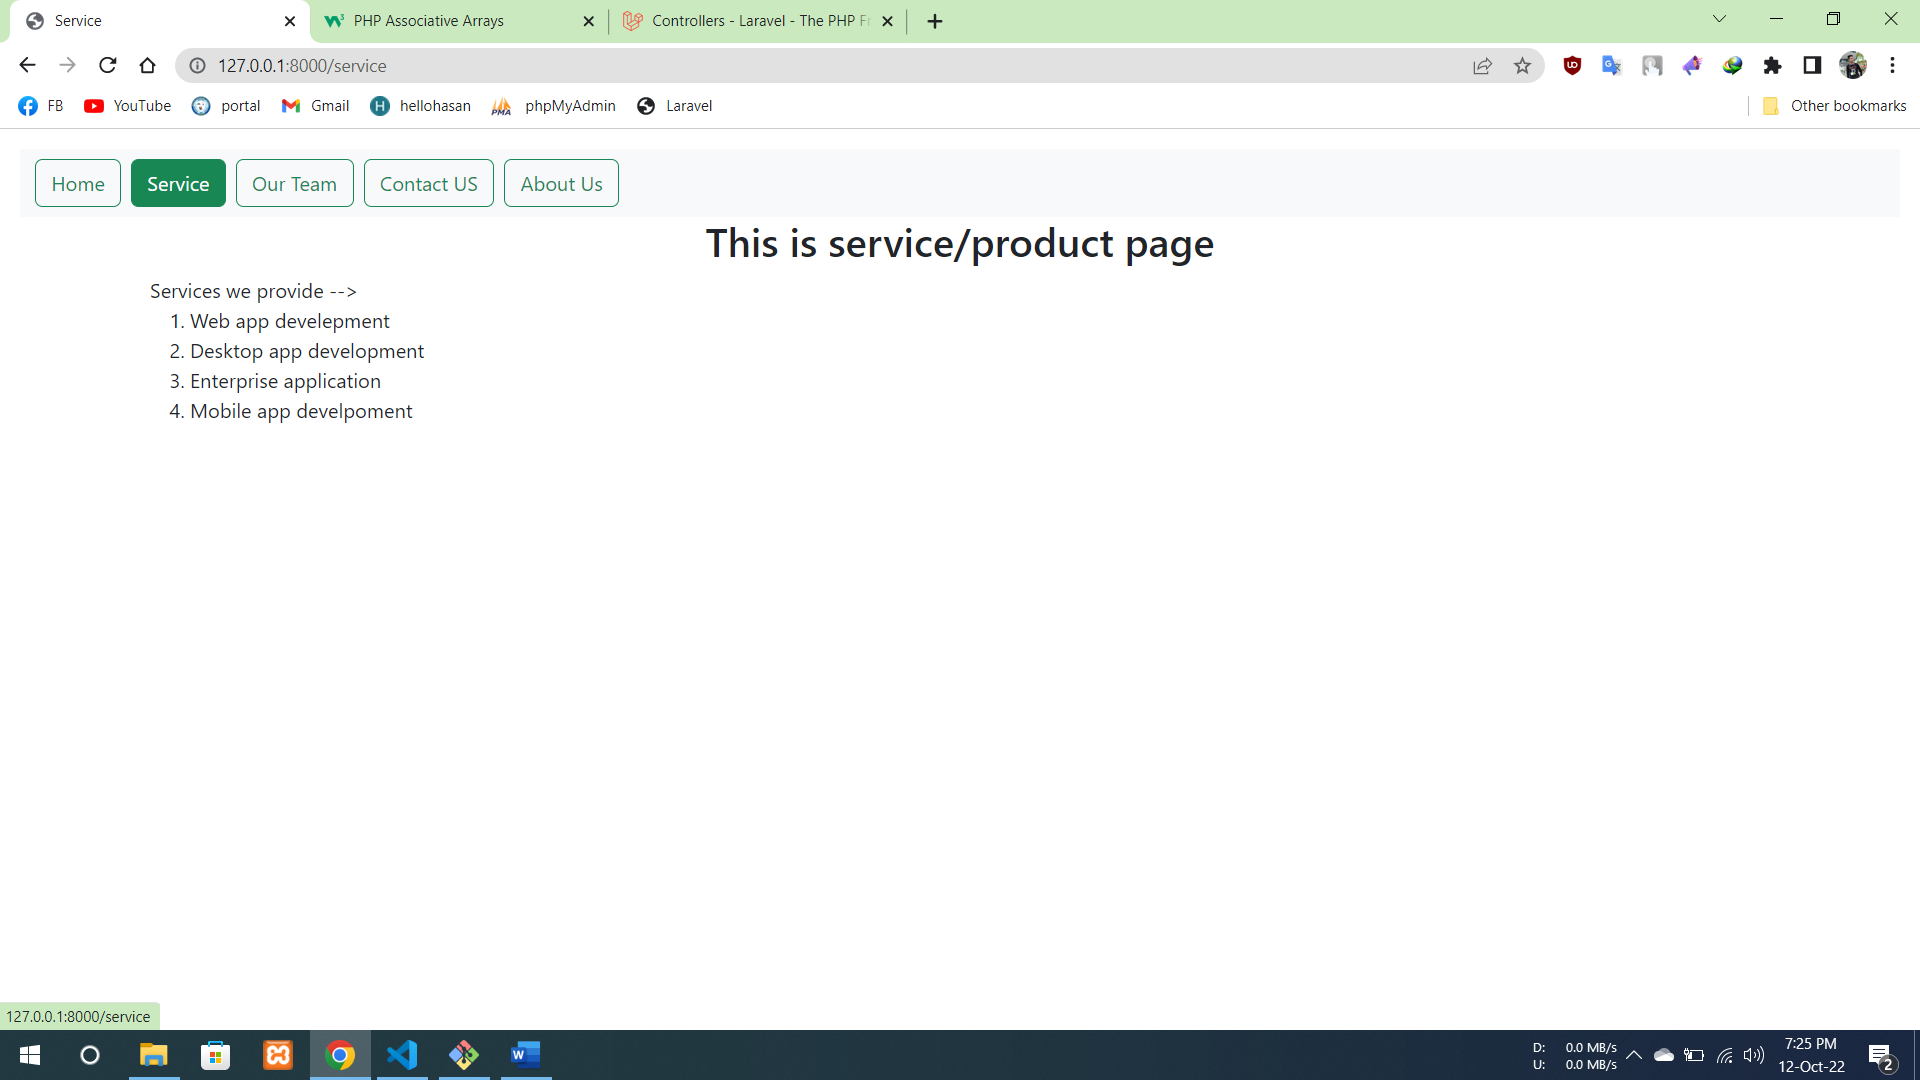 Service
PHP Associative Arrays
Controllers - Laravel - The PHP Fr
127.0.0.1:8000/service
FB
YouTube
portal
Gmail
hellohasan
phpMyAdmin
Laravel
Other bookmarks
Home
Service
Our Team
Contact US
About Us
This is service/product page
Services we provide -->
1. Web app develepment
2. Desktop app development
3. Enterprise application
4. Mobile app develpoment
127.0.0.1:8000/service
D: 0.0 MB/s
U: 0.0 MB/s
7:25 PM
12-Oct-22
2